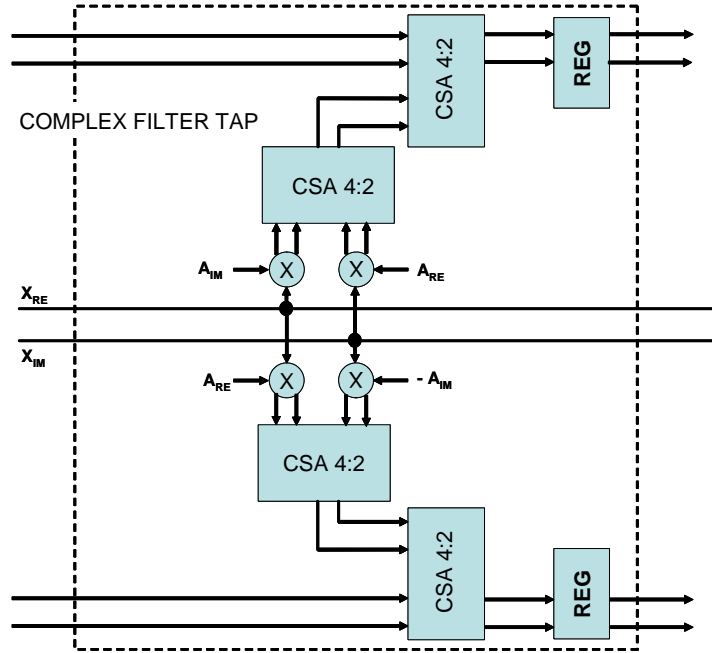 CSA 4:2
REG
COMPLEX FILTER TAP
CSA 4:2
A_IM X X A_RE
X_RE
X_IM
A_RE X X - A_IM
CSA 4:2
CSA 4:2
REG